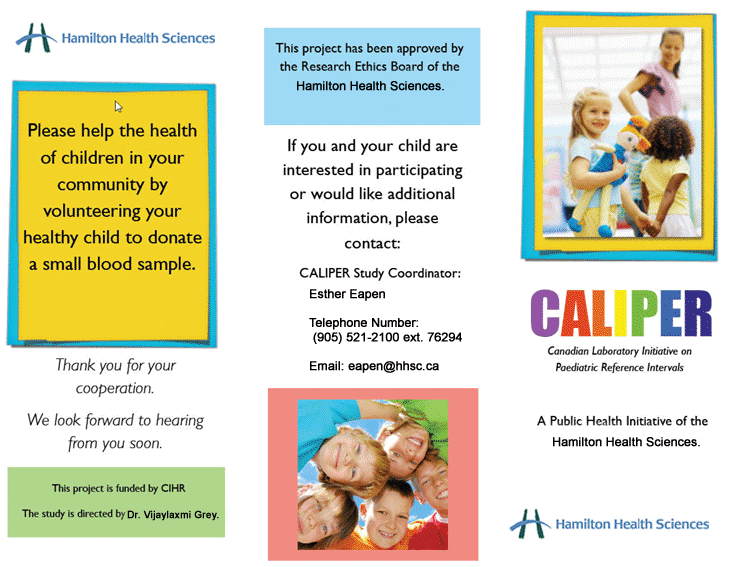 Hamilton Health Sciences
Please help the health
of children in your
community by
volunteering your
healthy child to donate
a small blood sample.
Thank you for your
cooperation.
We look forward to hearing
from you soon.
This project is funded by CIHR
The study is directed by Dr. Vijaylaxmi Grey.
This project has been approved by
the Research Ethics Board of the
Hamilton Health Sciences.
If you and your child are
interested in participating
or would like additional
information, please
contact:
CALIPER Study Coordinator:
Esther Eapen
Telephone Number:
(905) 521-2100 ext. 76294
Email: eapen@hhsc.ca
CALIPER
Canadian Laboratory Initiative on
Paediatric Reference Intervals
A Public Health Initiative of the
Hamilton Health Sciences.
Hamilton Health Sciences